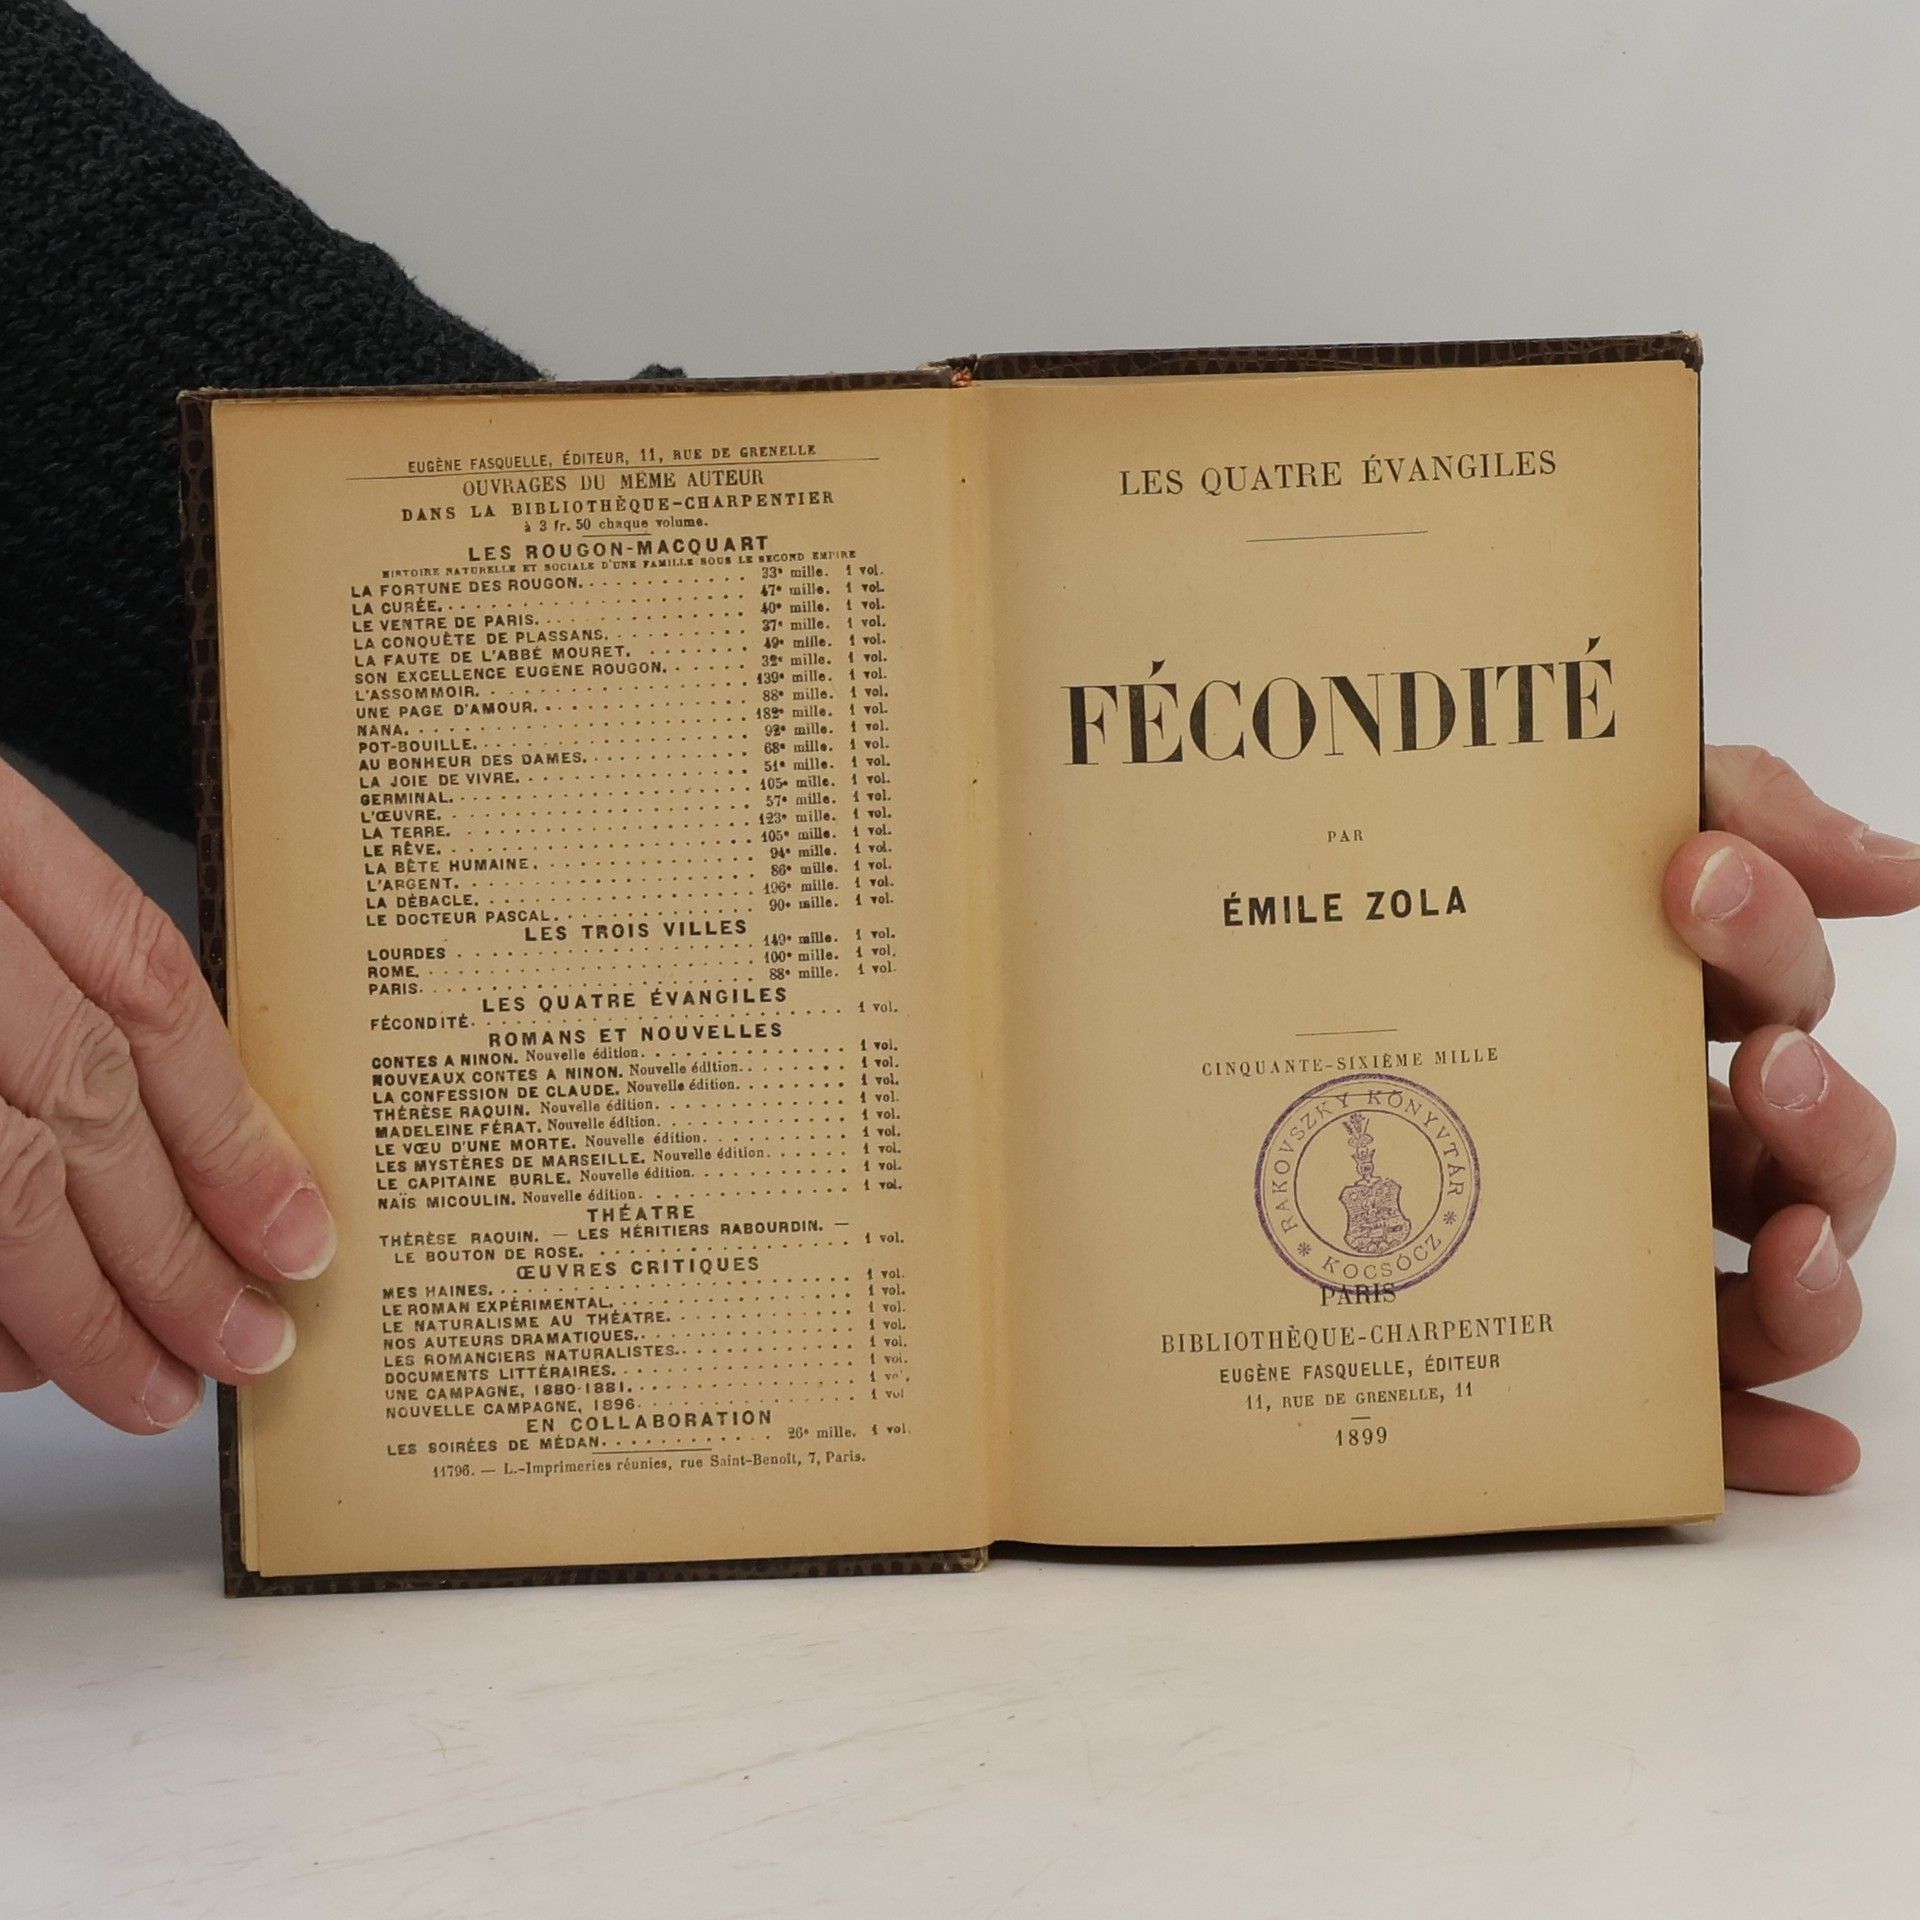 EUGÈNE FASQUELLE, ÉDITEUR, 11, RUE DE GRENELLE
OUVRAGES DU MÊME AUTEUR
DANS LA BIBLIOTHÈQUE-CHARPENTIER
à 3 fr. 50 chaque volume.
LES ROUGON-MACQUART
HISTOIRE NATURELLE ET SOCIALE D'UNE FAMILLE SOUS LE SECOND EMPIRE
LA FORTUNE DES ROUGON. 33e mille. 1 vol.
LA CURÉE. 47e mille. 1 vol.
LE VENTRE DE PARIS. 40e mille. 1 vol.
LA CONQUÊTE DE PLASSANS. 37e mille. 1 vol.
LA FAUTE DE L'ABBÉ MOURET. 49e mille. 1 vol.
SON EXCELLENCE EUGÈNE ROUGON. 32e mille. 1 vol.
L'ASSOMMOIR. 139e mille. 1 vol.
UNE PAGE D'AMOUR. 88e mille. 1 vol.
NANA. 182e mille. 1 vol.
POT-BOUILLE. 92e mille. 1 vol.
AU BONHEUR DES DAMES. 68e mille. 1 vol.
LA JOIE DE VIVRE. 51e mille. 1 vol.
GERMINAL. 105e mille. 1 vol.
L'ŒUVRE. 57e mille. 1 vol.
LA TERRE. 123e mille. 1 vol.
LE RÊVE. 105e mille. 1 vol.
LA BÊTE HUMAINE. 94e mille. 1 vol.
L'ARGENT. 86e mille. 1 vol.
LA DÉBACLE. 196e mille. 1 vol.
LE DOCTEUR PASCAL. 90e mille. 1 vol.
LES TROIS VILLES
LOURDES 149e mille. 1 vol.
ROME. 100e mille. 1 vol.
PARIS. 88e mille. 1 vol.
LES QUATRE ÉVANGILES
FÉCONDITÉ. 1 vol.
ROMANS ET NOUVELLES
CONTES A NINON. Nouvelle édition. 1 vol.
NOUVEAUX CONTES A NINON. Nouvelle édition. 1 vol.
LA CONFESSION DE CLAUDE. Nouvelle édition. 1 vol.
THÉRÈSE RAQUIN. Nouvelle édition. 1 vol.
MADELEINE FÉRAT. Nouvelle édition. 1 vol.
LE VŒU D'UNE MORTE. Nouvelle édition. 1 vol.
LES MYSTÈRES DE MARSEILLE. Nouvelle édition. 1 vol.
LE CAPITAINE BURLE. Nouvelle édition. 1 vol.
NAÏS MICOULIN. Nouvelle édition. 1 vol.
THÉATRE
THÉRÈSE RAQUIN. — LES HÉRITIERS RABOURDIN. —
LE BOUTON DE ROSE. 1 vol.
ŒUVRES CRITIQUES
MES HAINES. 1 vol.
LE ROMAN EXPÉRIMENTAL. 1 vol.
LE NATURALISME AU THÉATRE. 1 vol.
NOS AUTEURS DRAMATIQUES. 1 vol.
LES ROMANCIERS NATURALISTES. 1 vol.
DOCUMENTS LITTÉRAIRES. 1 vol.
UNE CAMPAGNE, 1880-1881. 1 vol.
NOUVELLE CAMPAGNE, 1896. 1 vol
EN COLLABORATION
LES SOIRÉES DE MÉDAN. 26e mille. 1 vol.
11796. — L.-Imprimeries réunies, rue Saint-Benoît, 7, Paris.
LES QUATRE ÉVANGILES
FÉCONDITÉ
PAR
ÉMILE ZOLA
CINQUANTE-SIXIÈME MILLE
RAKOVSZKY KÖNYVTÁR
* KOCSÓCZ *
PARIS
BIBLIOTHÈQUE-CHARPENTIER
EUGÈNE FASQUELLE, ÉDITEUR
11, RUE DE GRENELLE, 11
1899